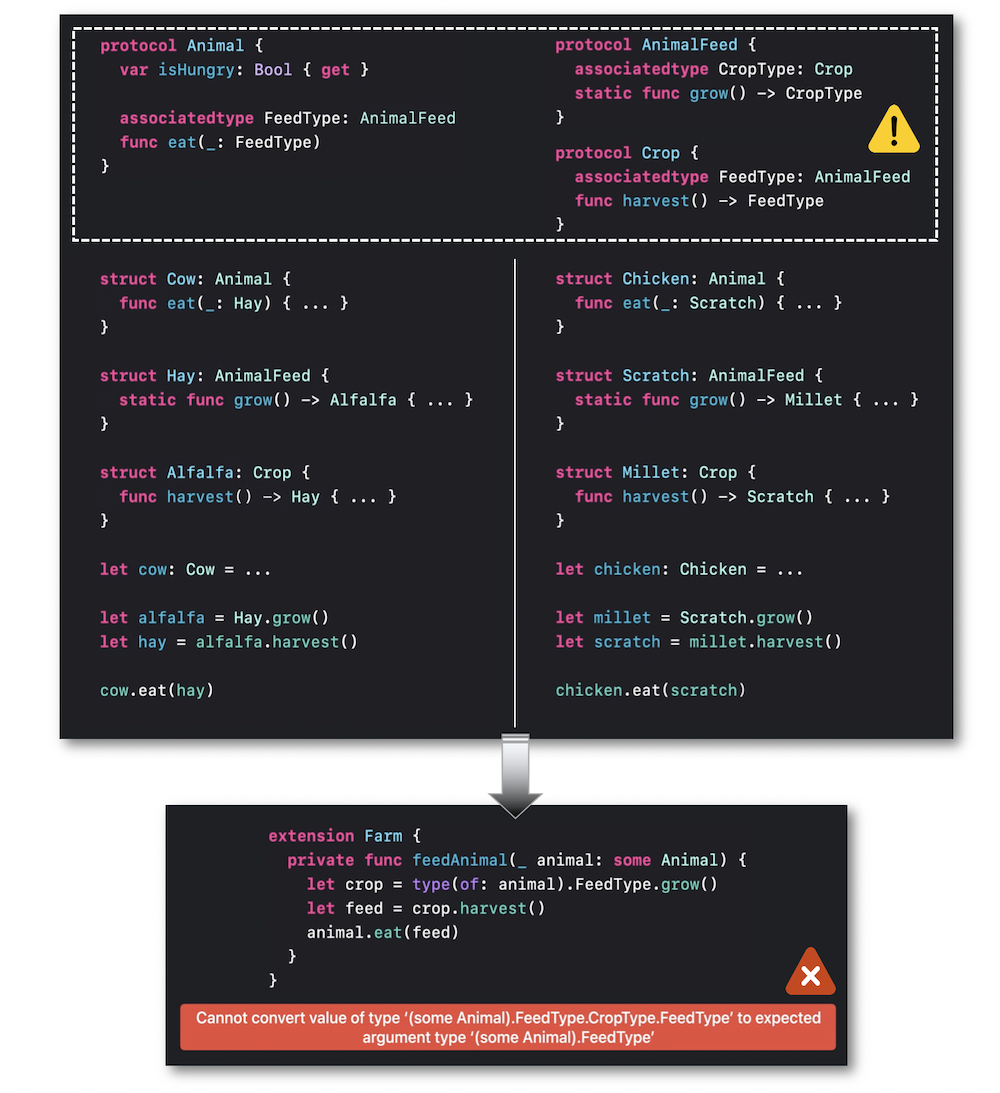 protocol Animal {
var isHungry: Bool { get }
associatedtype FeedType: AnimalFeed
func eat(_: FeedType)
}
protocol AnimalFeed {
associatedtype CropType: Crop
static func grow() -> CropType
}
protocol Crop {
associatedtype FeedType: AnimalFeed
func harvest() -> FeedType
}
struct Cow: Animal {
func eat(_: Hay) { ... }
}
struct Hay: AnimalFeed {
static func grow() -> Alfalfa { ... }
}
struct Alfalfa: Crop {
func harvest() -> Hay { ... }
}
let cow: Cow = ...
let alfalfa = Hay.grow()
let hay = alfalfa.harvest()
cow.eat(hay)
struct Chicken: Animal {
func eat(_: Scratch) { ... }
}
struct Scratch: AnimalFeed {
static func grow() -> Millet { ... }
}
struct Millet: Crop {
func harvest() -> Scratch { ... }
}
let chicken: Chicken = ...
let millet = Scratch.grow()
let scratch = millet.harvest()
chicken.eat(scratch)
extension Farm {
private func feedAnimal(_ animal: some Animal) {
let crop = type(of: animal).FeedType.grow()
let feed = crop.harvest()
animal.eat(feed)
}
}
Cannot convert value of type ‘(some Animal).FeedType.CropType.FeedType’ to expected
argument type ‘(some Animal).FeedType’